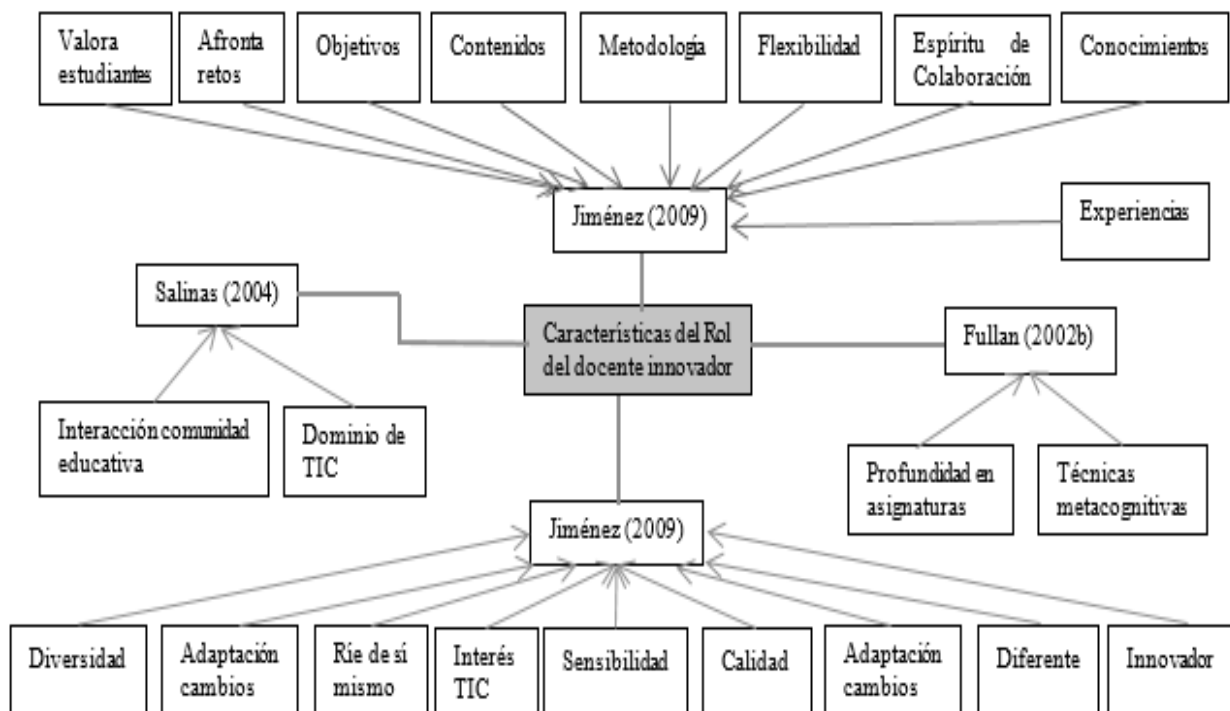 Valora
estudiantes
Afronta
retos
Objetivos
Contenidos
Metodología
Flexibilidad
Espíritu de
Colaboración
Conocimientos
Jiménez (2009)
Experiencias
Salinas (2004)
Características del Rol
del docente innovador
Fullan (2002b)
Interacción comunidad
educativa
Dominio de
TIC
Profundidad en
asignaturas
Técnicas
metacognitivas
Jiménez (2009)
Diversidad
Adaptación
cambios
Rie de si
mismo
Interés
TIC
Sensibilidad
Calidad
Adaptación
cambios
Diferente
Innovador